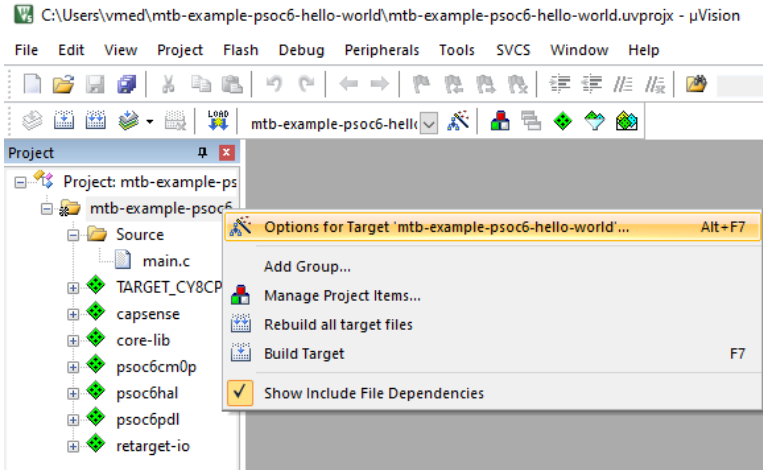 C:\Users\vmed\mtb-example-psoc6-hello-world\mtb-example-psoc6-hello-world.uvprojx - µVision
File Edit View Project Flash Debug Peripherals Tools SVCS Window Help
LOAD mtb-example-psoc6-hell
Project
Project: mtb-example-ps
mtb-example-psoc6
Options for Target 'mtb-example-psoc6-hello-world'... Alt+F7
Source
main.c
Add Group...
TARGET_CY8CP
Manage Project Items...
capsense
Rebuild all target files
core-lib
Build Target F7
psoc6cm0p
psoc6hal
Show Include File Dependencies
psoc6pdl
retarget-io